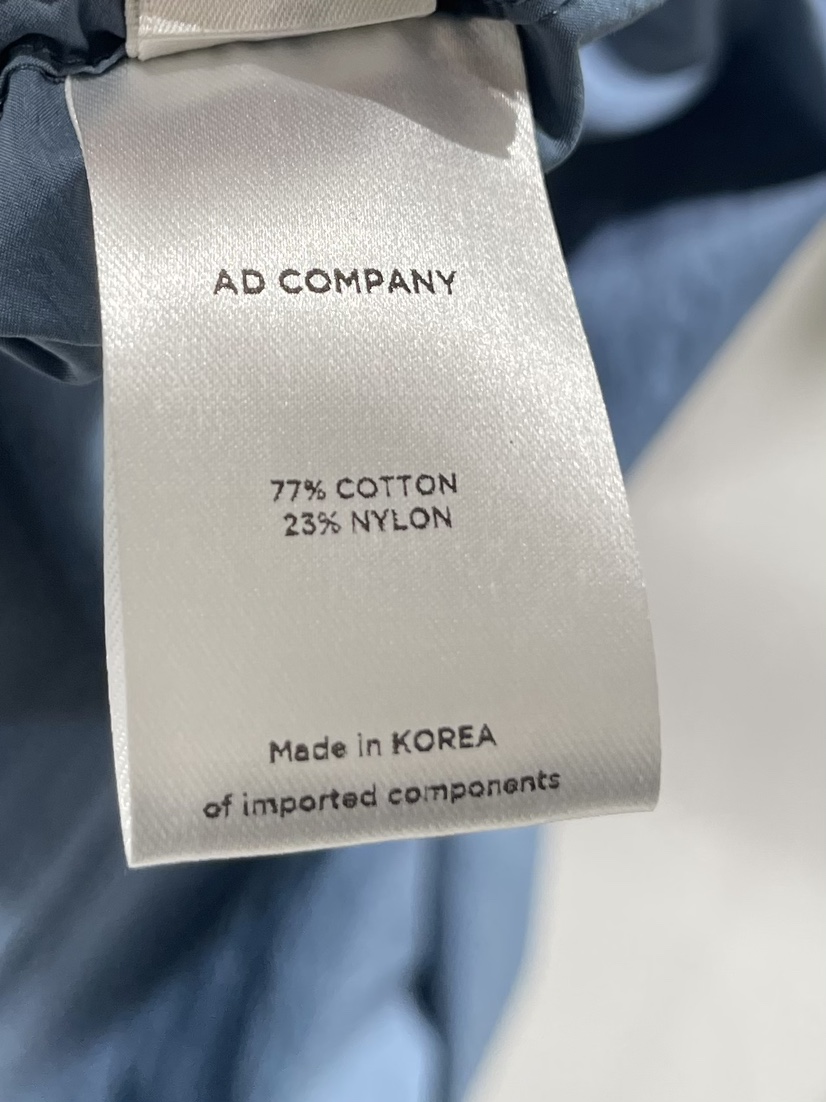 AD COMPANY
77% COTTON
23% NYLON
Made in KOREA
of imported components